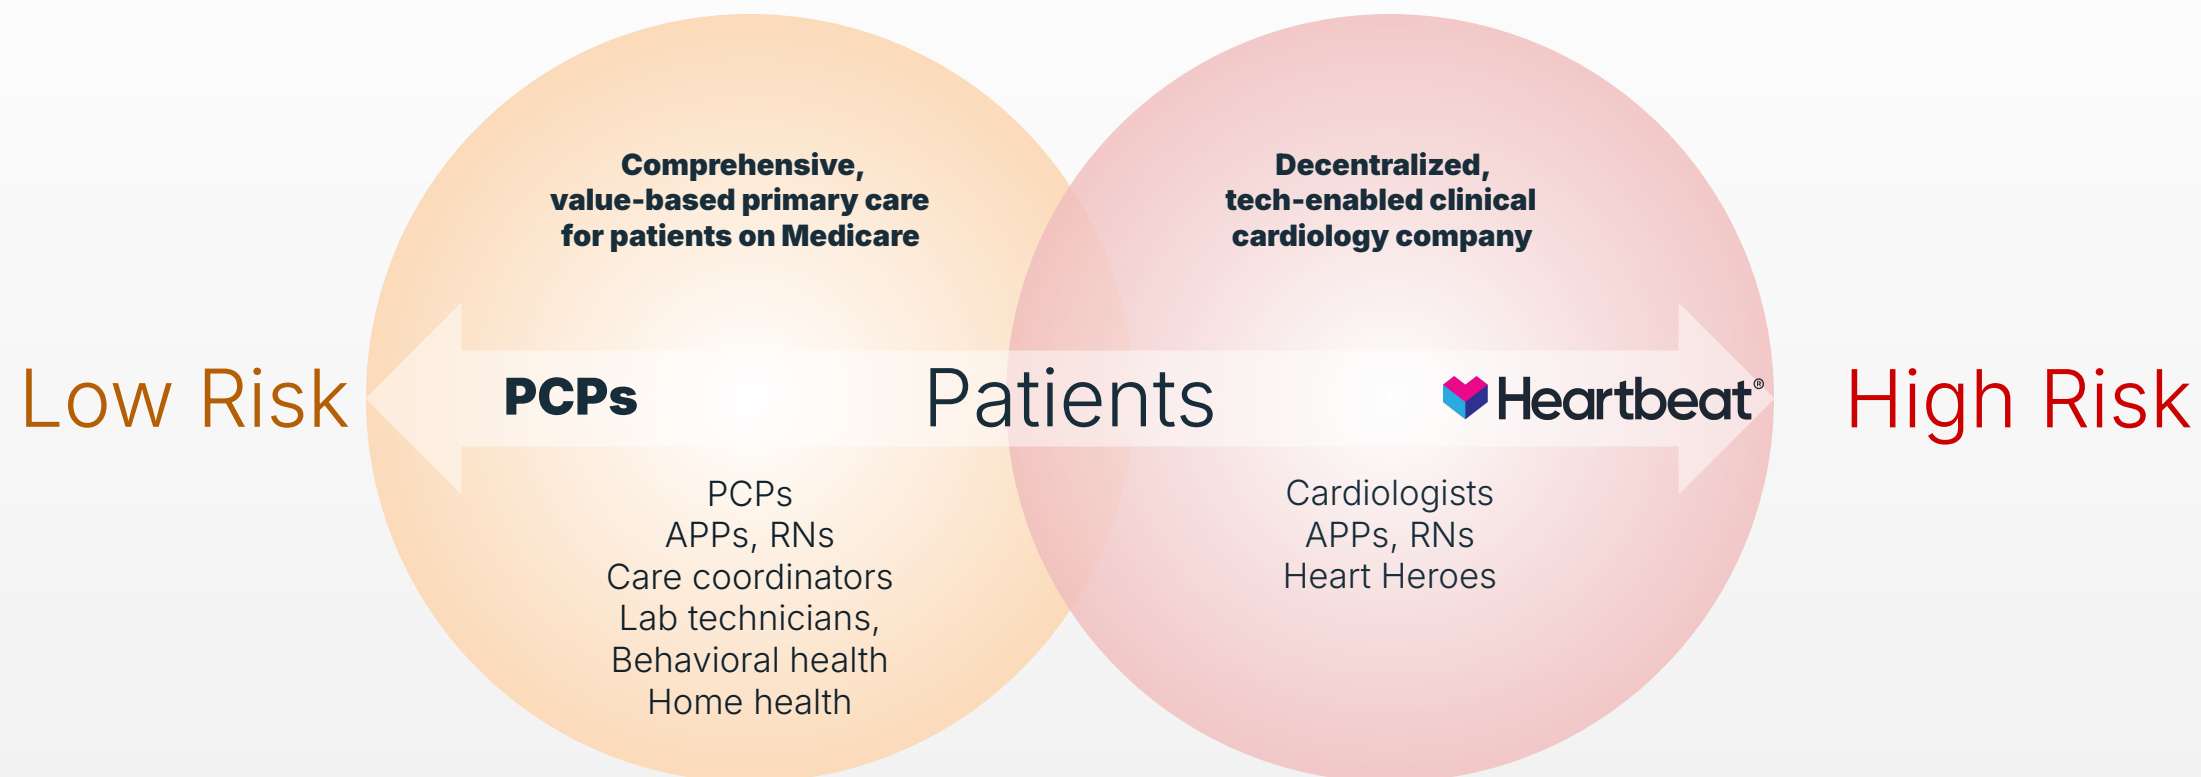 Comprehensive,
value-based primary care
for patients on Medicare
Decentralized,
tech-enabled clinical
cardiology company
Low Risk
PCPs
Patients
Heartbeat®
High Risk
PCPs
APPs, RNs
Care coordinators
Lab technicians,
Behavioral health
Home health
Cardiologists
APPs, RNs
Heart Heroes